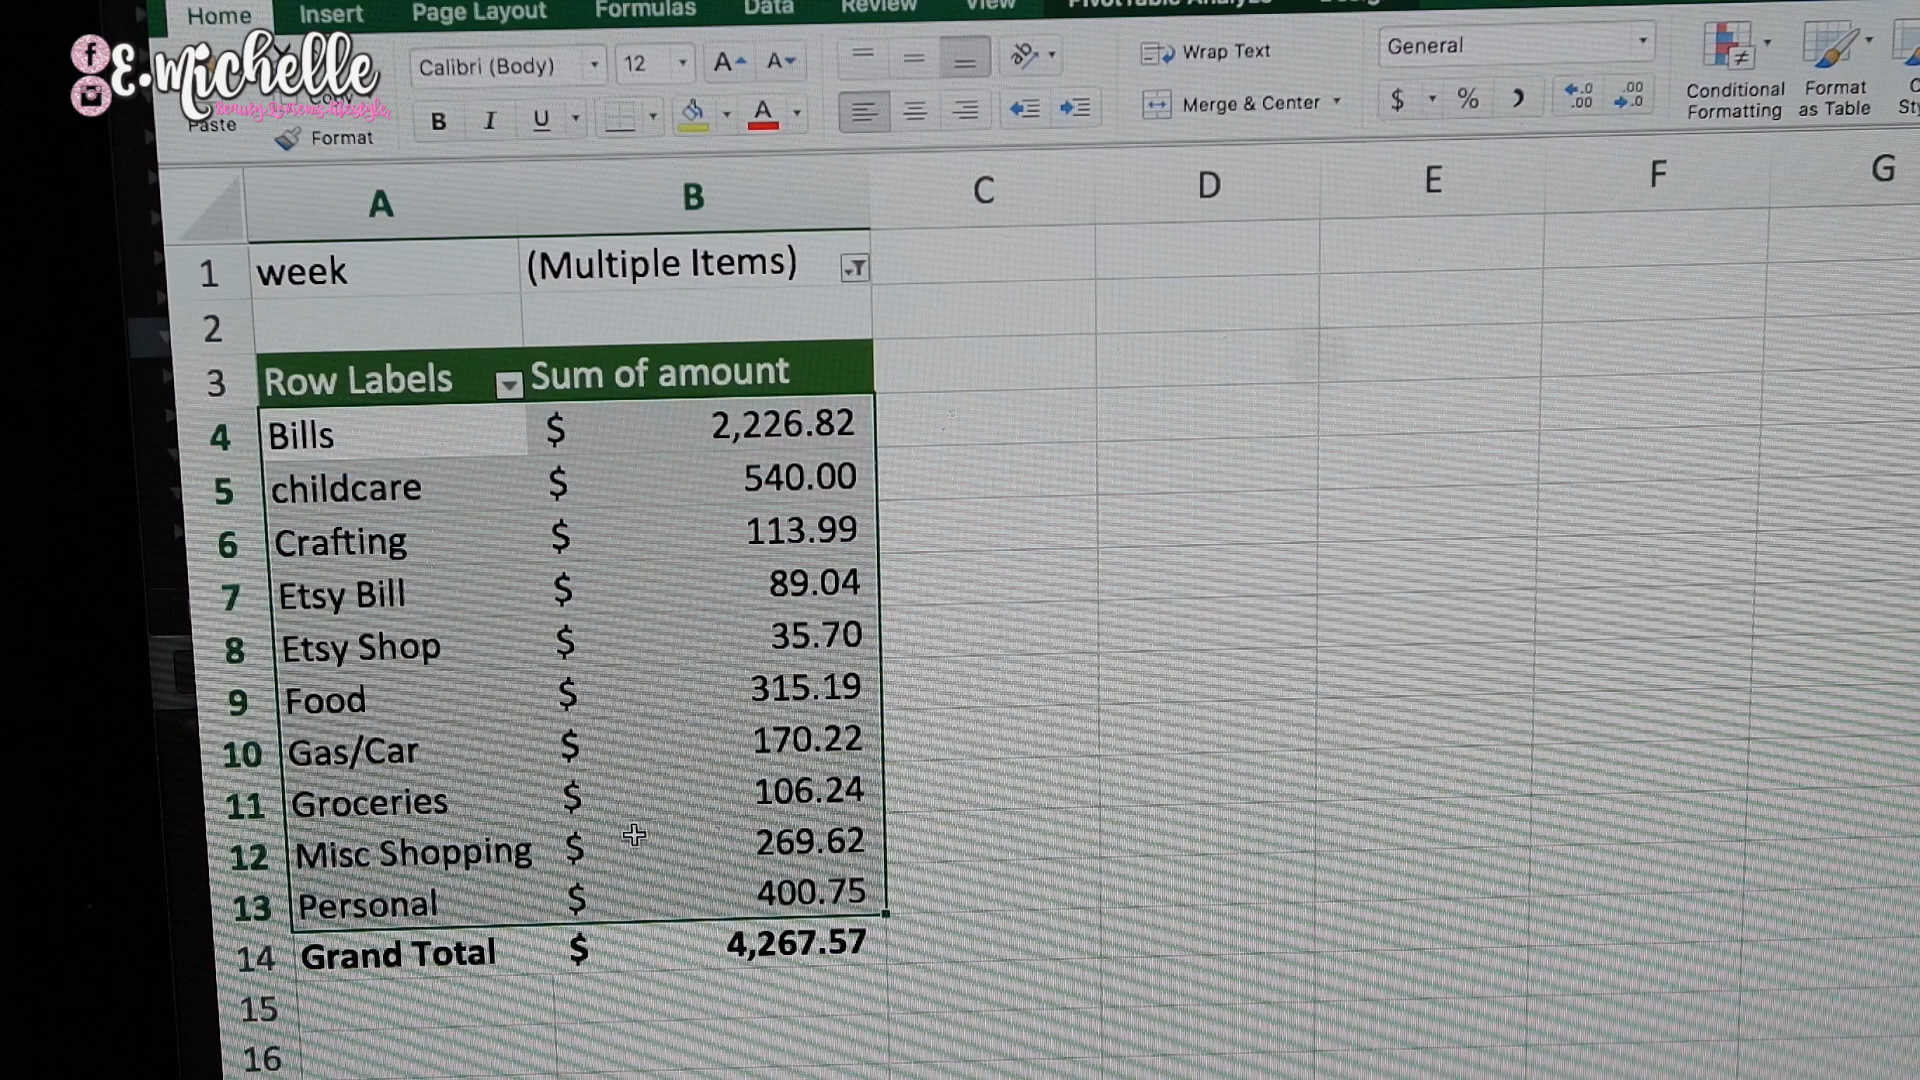 Home Insert Page Layout Formulas Data Review View
E.Michelle
Beauty.Reviews.Lifestyle
Calibri (Body) 12 A A
Wrap Text
General
Paste
Format
B I U A
Merge & Center
$ % ,
.0 .00
.00 .0
Conditional Formatting
Format as Table
A B C D E F G
1 week (Multiple Items)
2
3 Row Labels Sum of amount
4 Bills $ 2,226.82
5 childcare $ 540.00
6 Crafting $ 113.99
7 Etsy Bill $ 89.04
8 Etsy Shop $ 35.70
9 Food $ 315.19
10 Gas/Car $ 170.22
11 Groceries $ 106.24
12 Misc Shopping $ 269.62
13 Personal $ 400.75
14 Grand Total $ 4,267.57
15
16